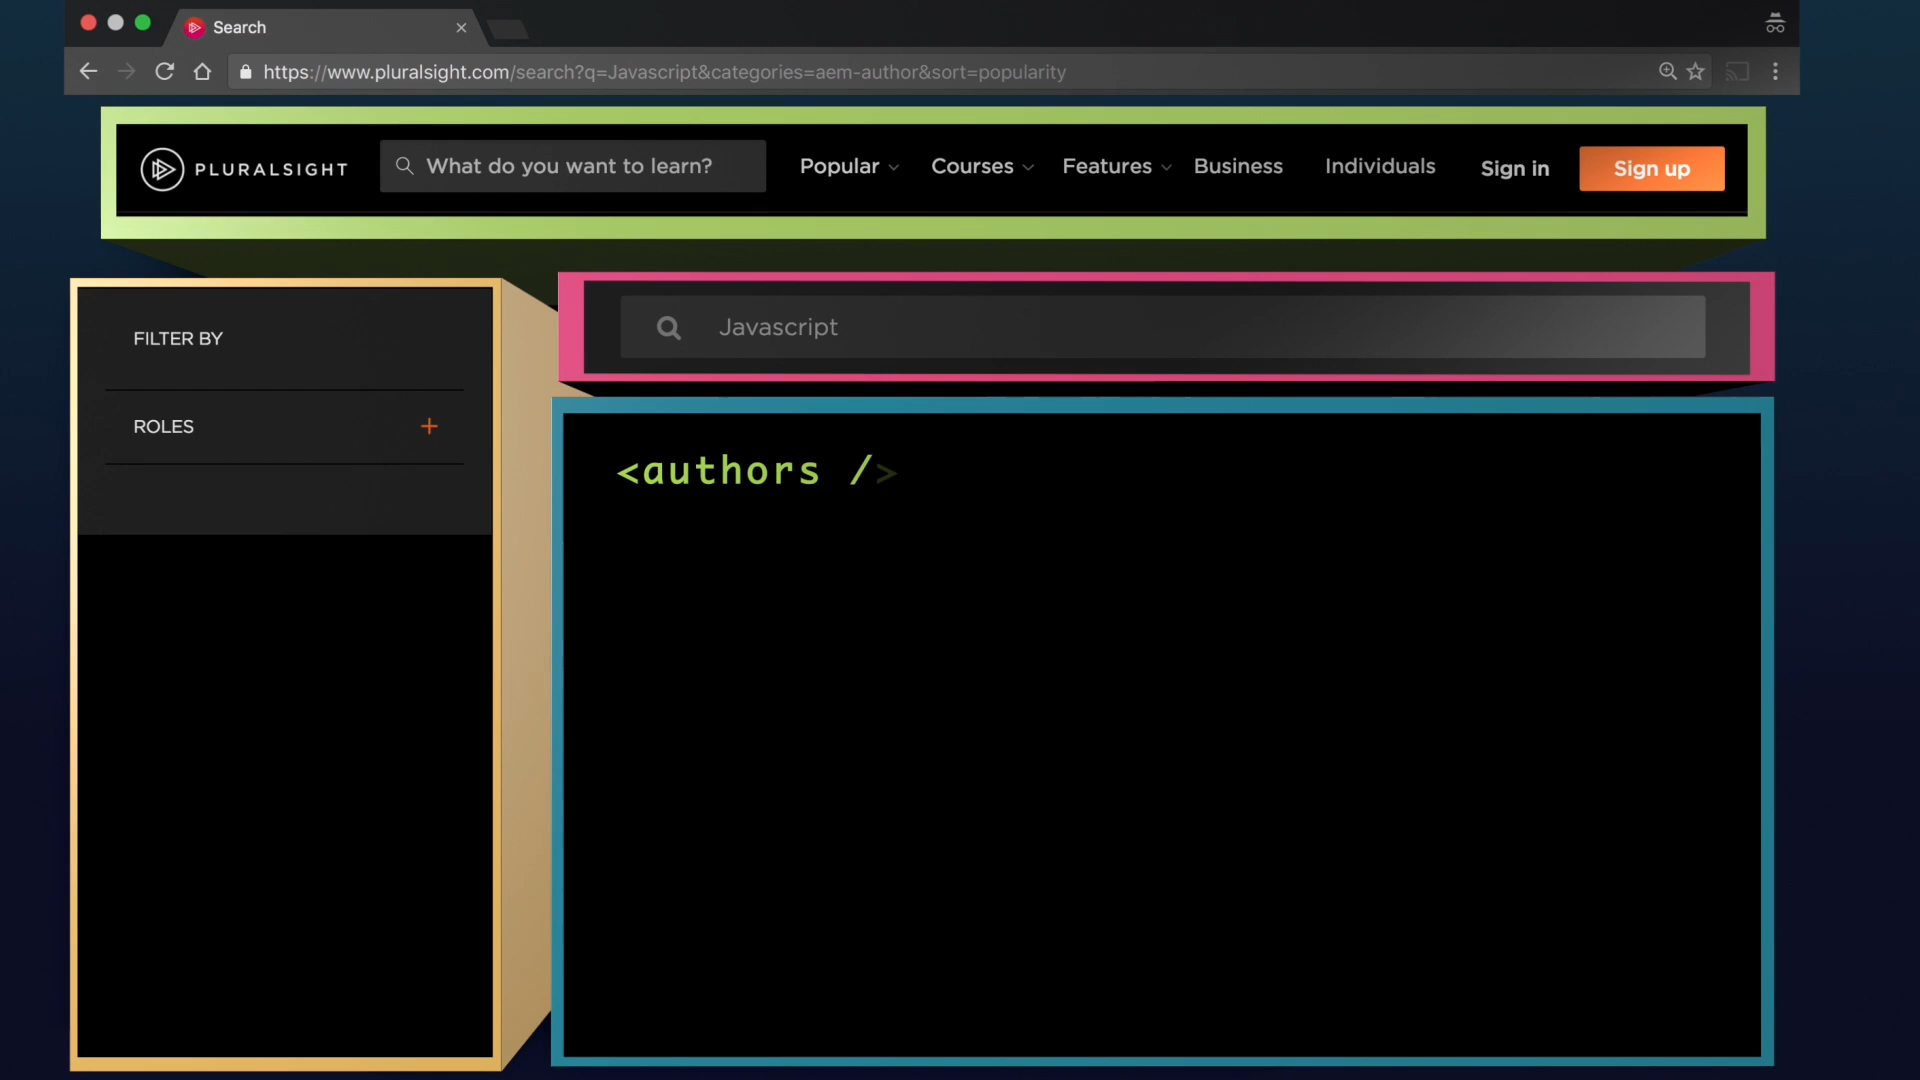 Search
https://www.pluralsight.com/search?q=Javascript&categories=aem-author&sort=popularity
PLURALSIGHT
What do you want to learn?
Popular
Courses
Features
Business
Individuals
Sign in
Sign up
FILTER BY
ROLES
Javascript
<authors />